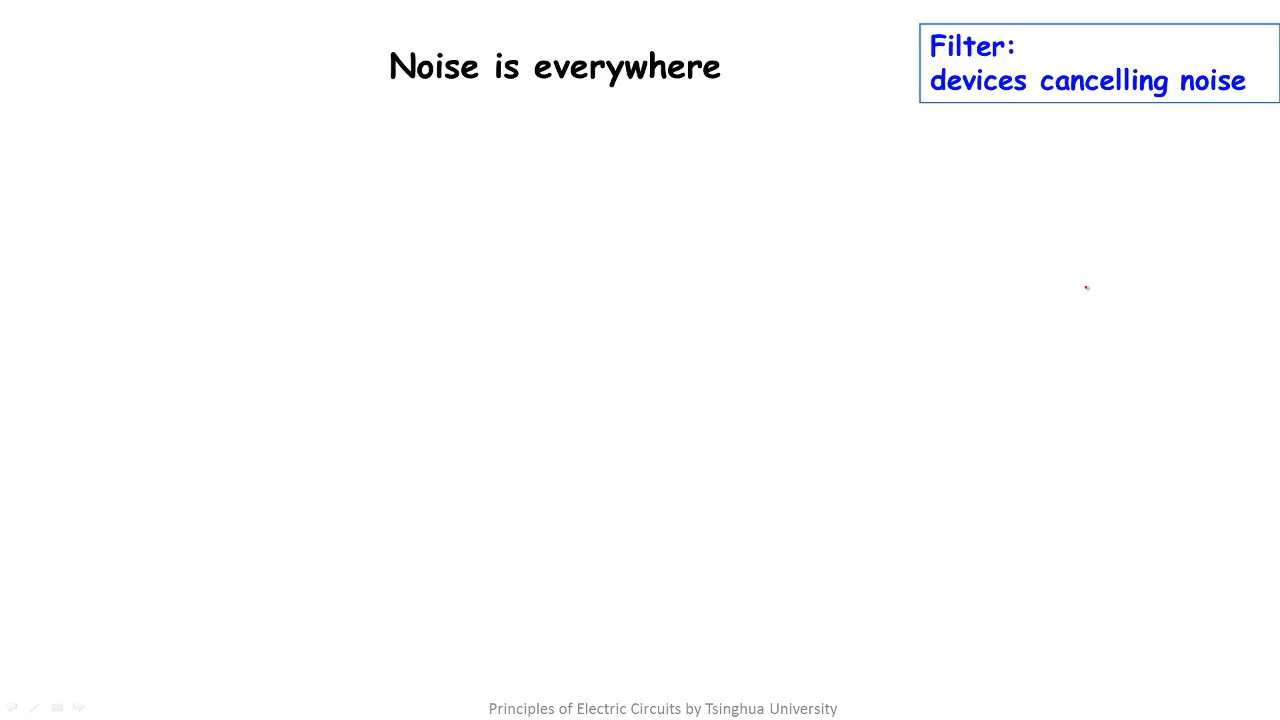 Noise is everywhere
Filter:
devices cancelling noise
Principles of Electric Circuits by Tsinghua University